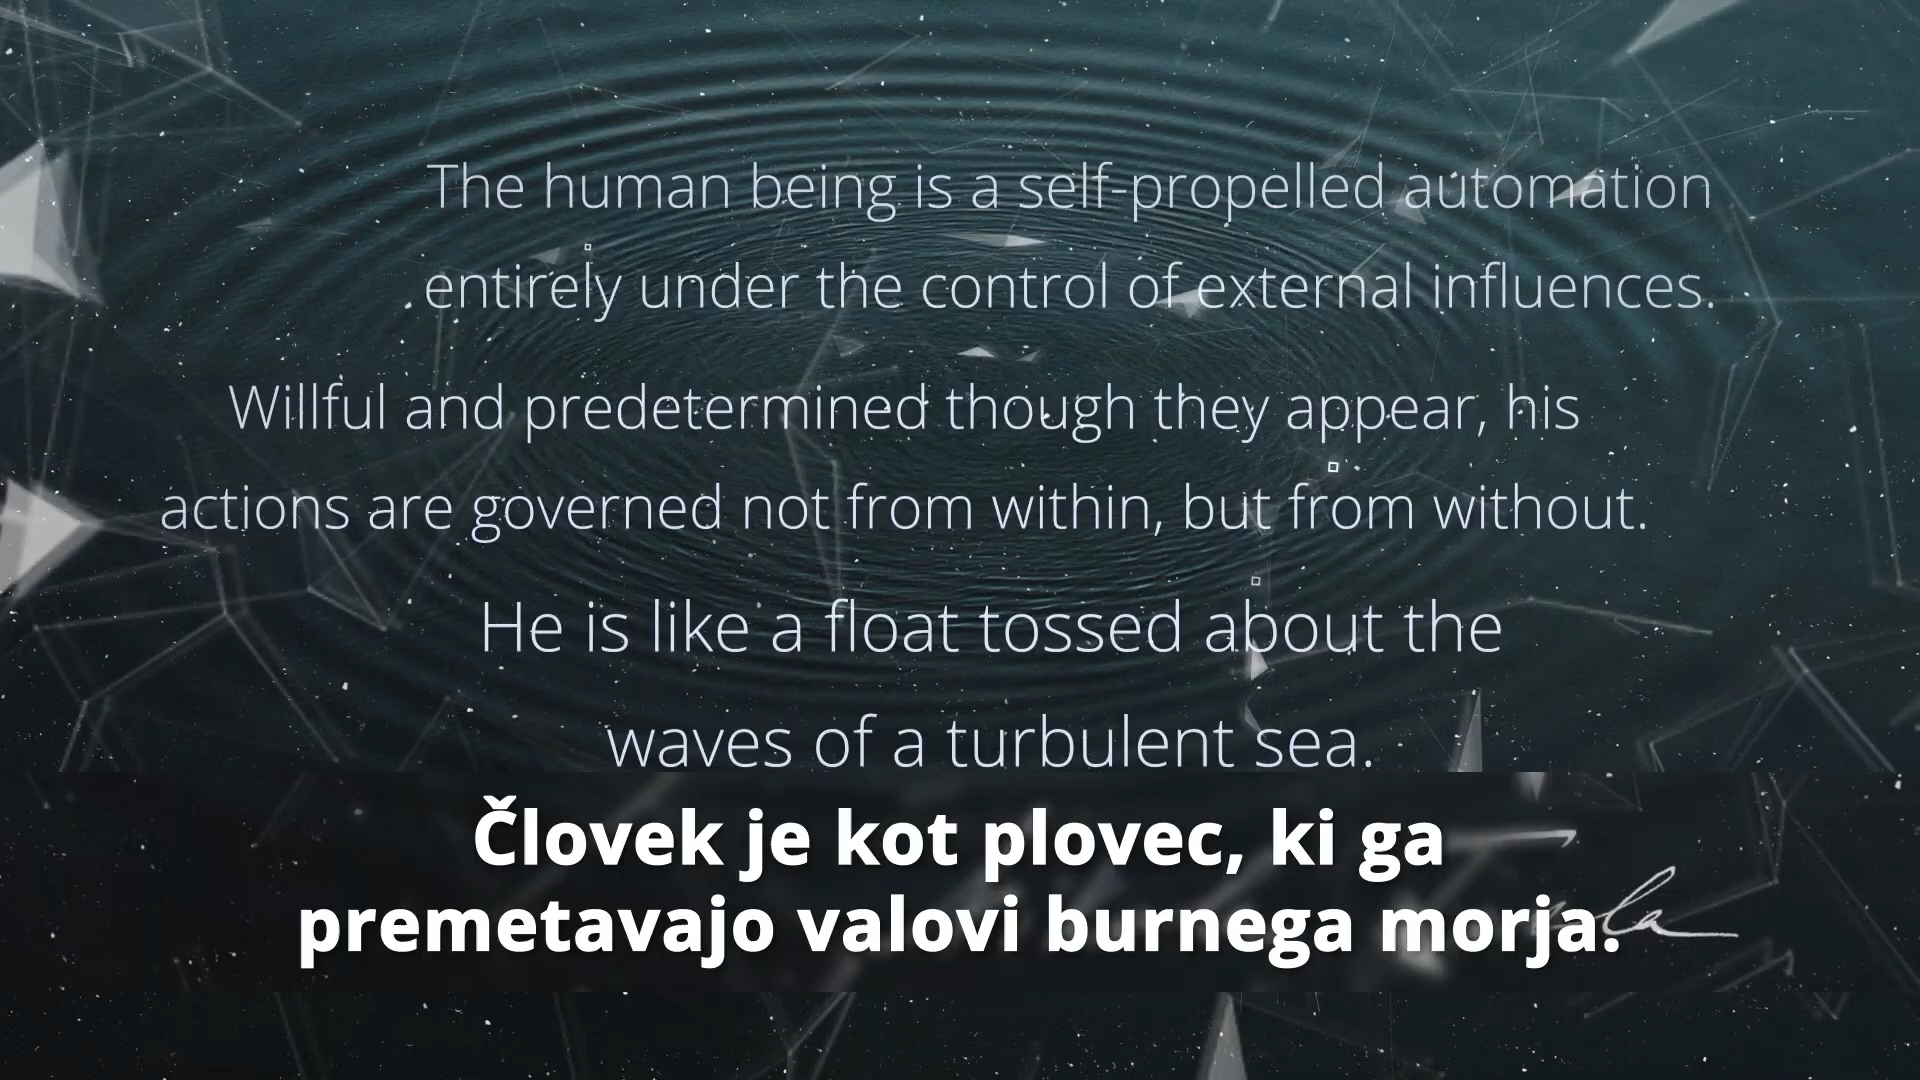 The human being is a self-propelled automation
entirely under the control of external influences.
Willful and predetermined though they appear, his
actions are governed not from within, but from without.
He is like a float tossed about the
waves of a turbulent sea.
Človek je kot plovec, ki ga
premetavajo valovi burnega morja.